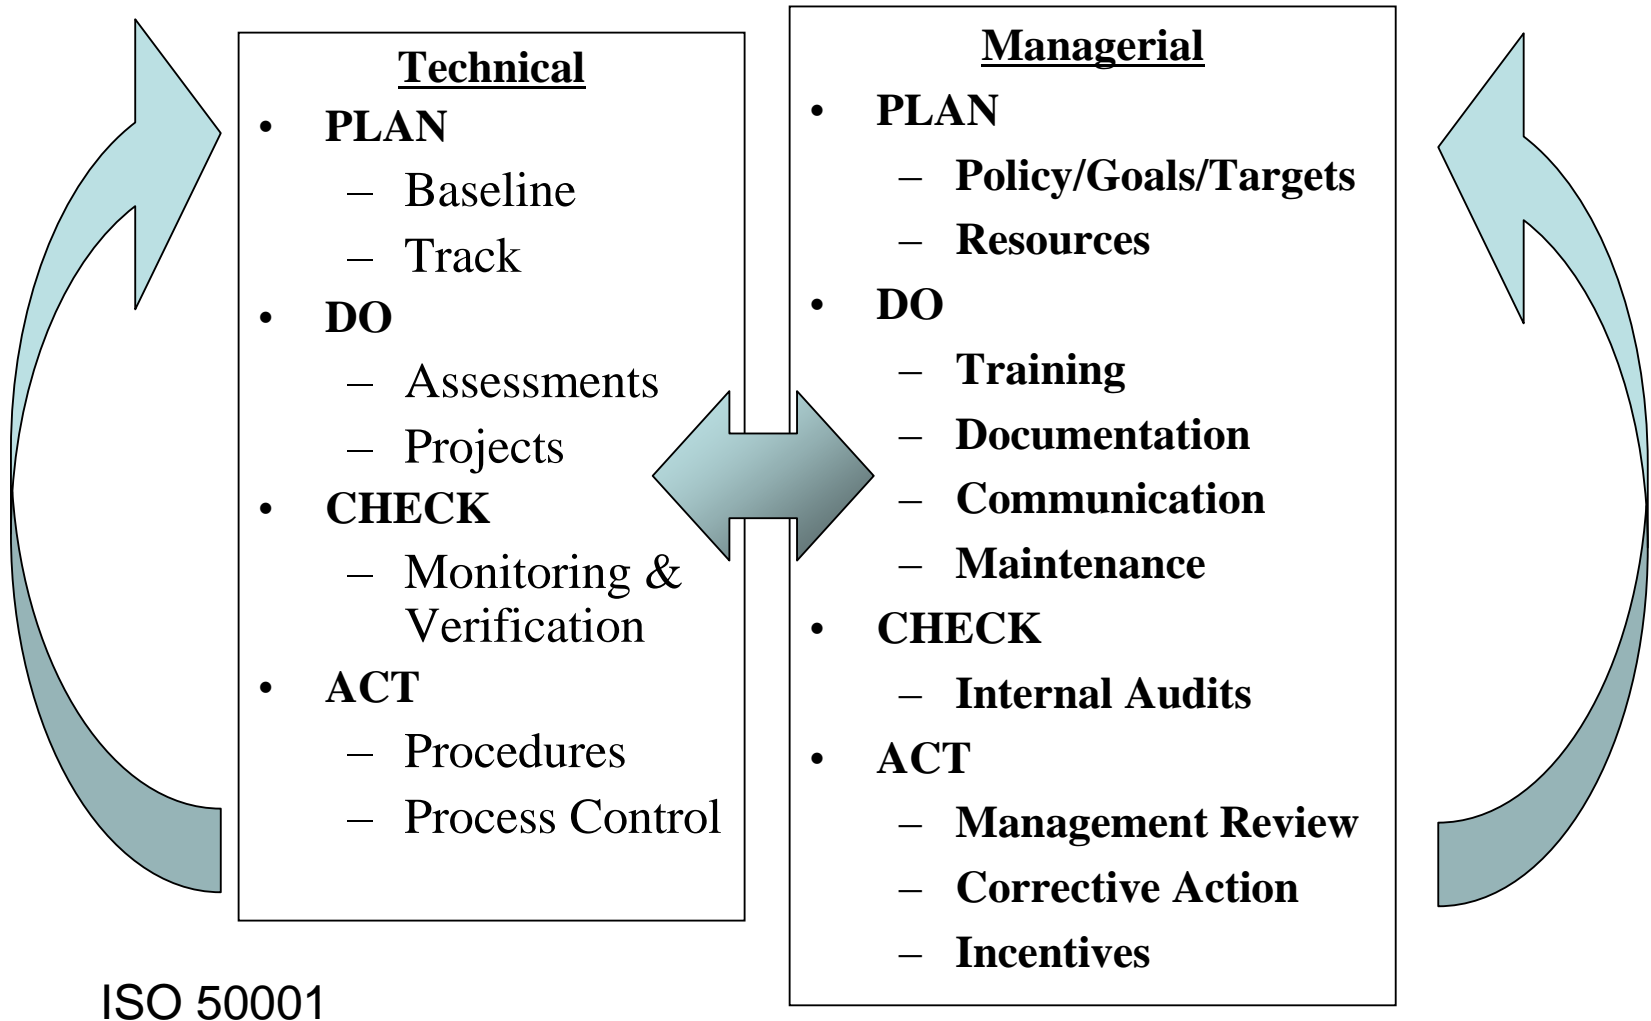 Technical
• PLAN
– Baseline
– Track
• DO
– Assessments
– Projects
• CHECK
– Monitoring &
Verification
• ACT
– Procedures
– Process Control
Managerial
• PLAN
– Policy/Goals/Targets
– Resources
• DO
– Training
– Documentation
– Communication
– Maintenance
• CHECK
– Internal Audits
• ACT
– Management Review
– Corrective Action
– Incentives
ISO 50001